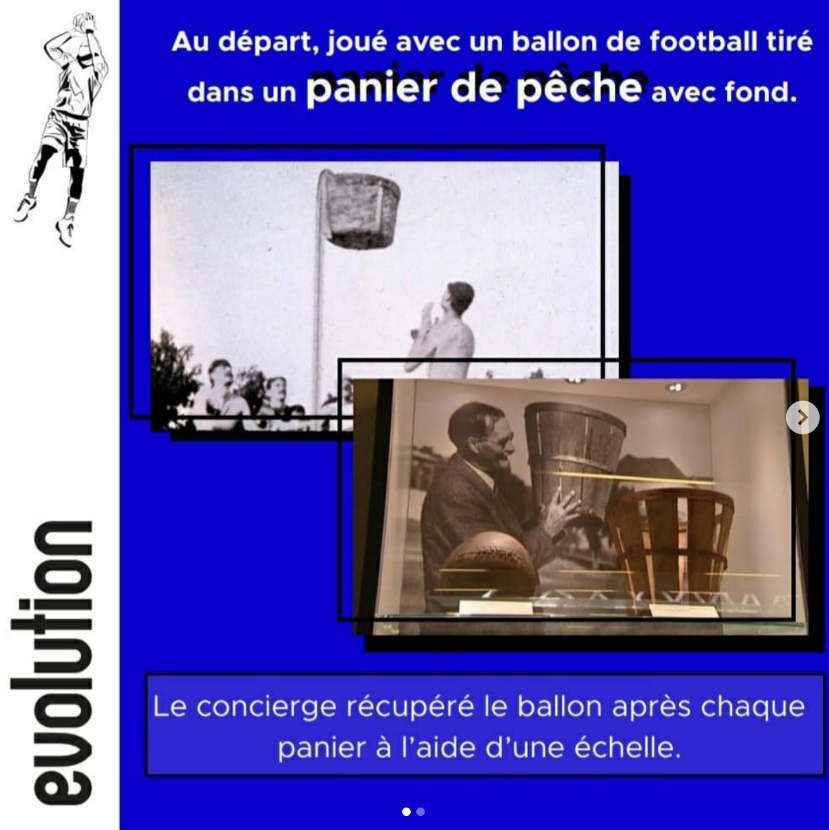 Au départ, joué avec un ballon de football tiré
dans un panier de pêche avec fond.
evolution
Le concierge récupéré le ballon après chaque
panier à l'aide d'une échelle.